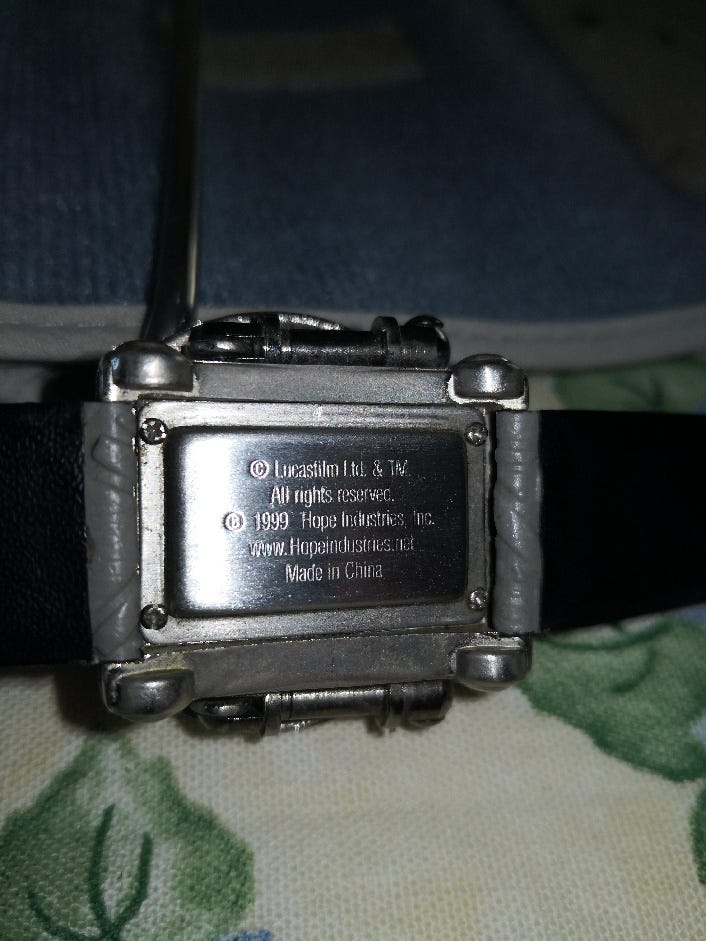 © Lucasfilm Ltd. & TM.
All rights reserved.
® 1999 Hope Industries, Inc.
www.Hopeindustries.net
Made in China